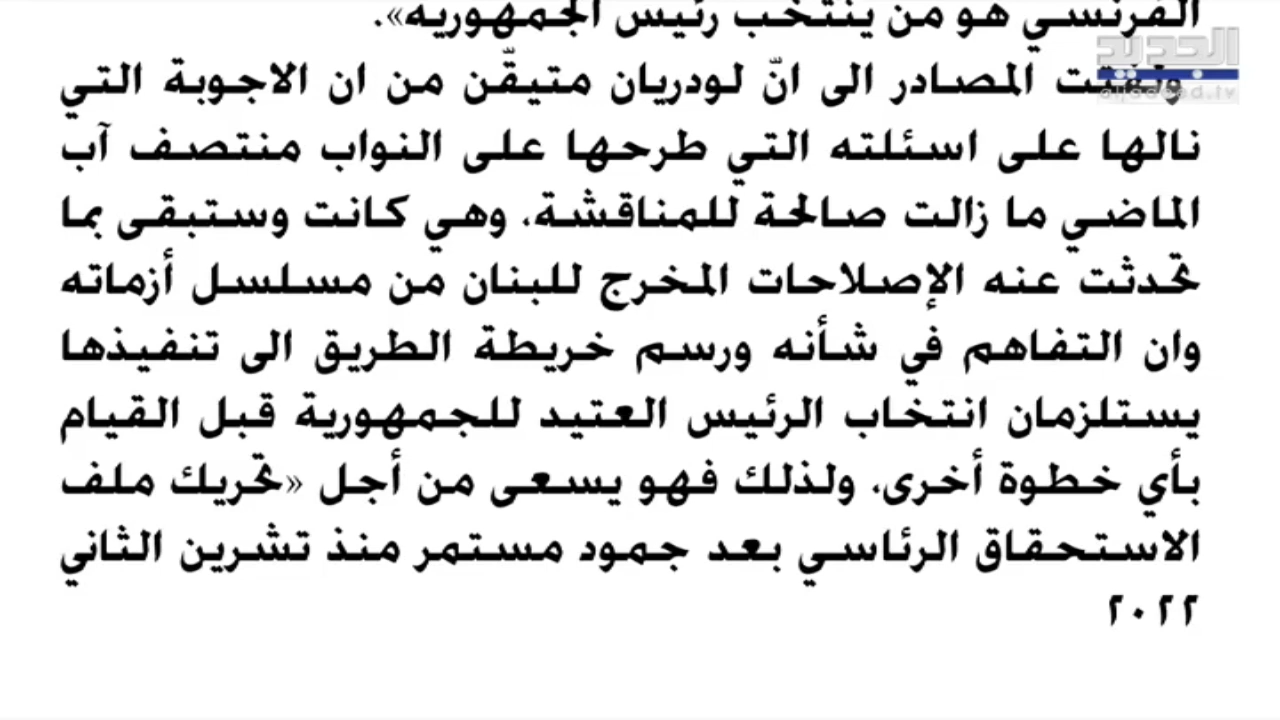 الفرنسي هو من ينتخب رئيس الجمهورية».
الجديد
aljadeed.tv
ولفتت المصادر الى انّ لودريان متيقّن من ان الاجوبة التي
نالها على اسئلته التي طرحها على النواب منتصف آب
الماضي ما زالت صالحة للمناقشة، وهي كانت وستبقى بما
تحدثت عنه الإصلاحات المخرج للبنان من مسلسل أزماته
وان التفاهم في شأنه ورسم خريطة الطريق الى تنفيذها
يستلزمان انتخاب الرئيس العتيد للجمهورية قبل القيام
بأي خطوة أخرى، ولذلك فهو يسعى من أجل «تحريك ملف
الاستحقاق الرئاسي بعد جمود مستمر منذ تشرين الثاني
٢٠٢٢